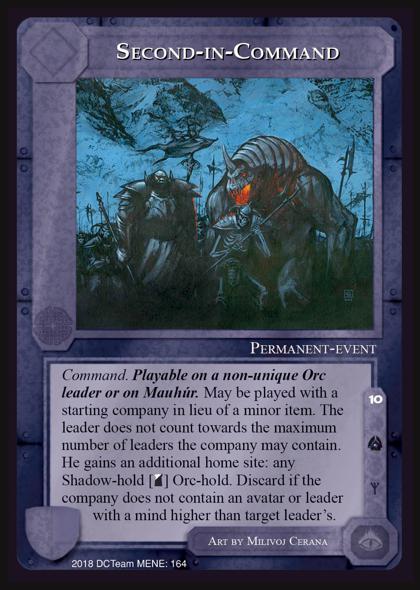 Second-in-Command
Permanent-event
Command. Playable on a non-unique Orc
leader or on Mauhúr. May be played with a
starting company in lieu of a minor item. The
leader does not count towards the maximum
number of leaders the company may contain.
He gains an additional home site: any
Shadow-hold [] Orc-hold. Discard if the
company does not contain an avatar or leader
with a mind higher than target leader's.
10
Art by Milivoj Cerana
2018 DCTeam MENE: 164